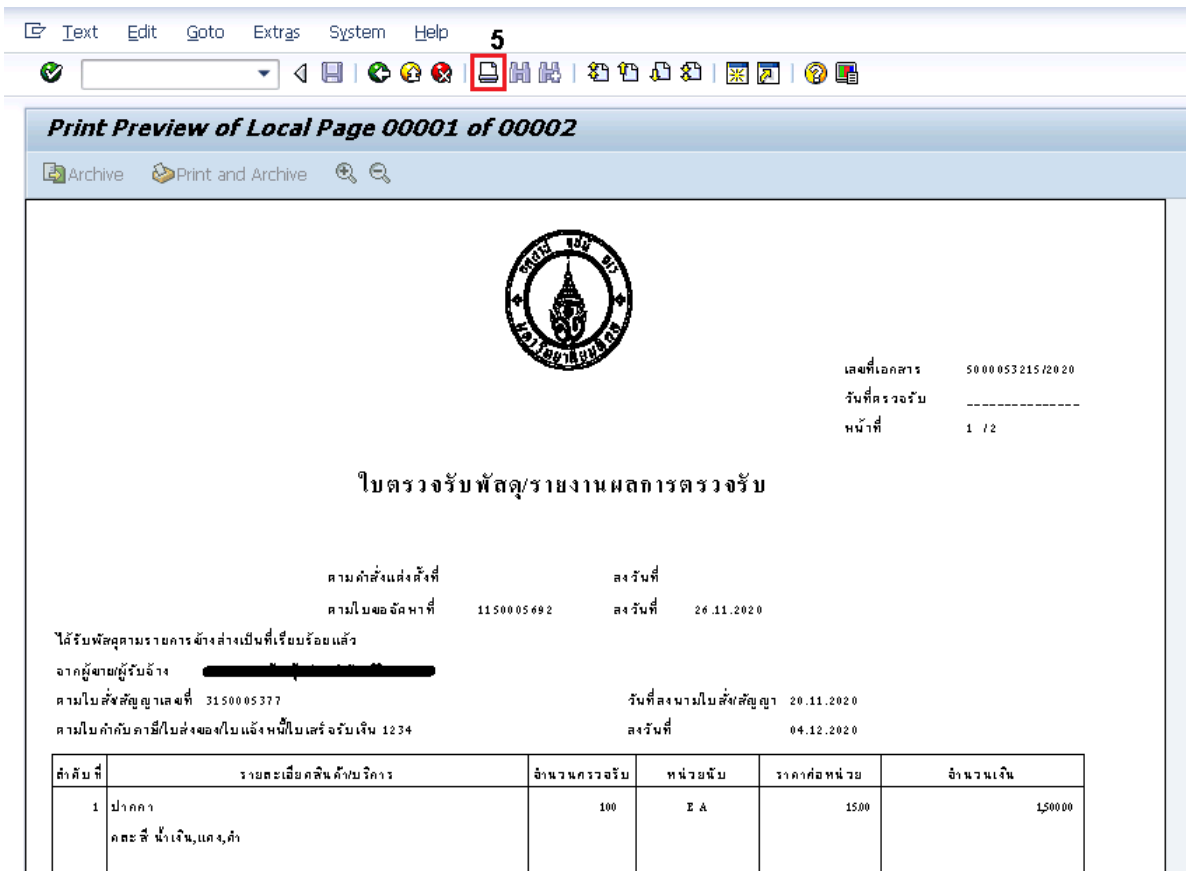 Text Edit Goto Extras System Help
5
Print Preview of Local Page 00001 of 00002
Archive Print and Archive
มหาวิทยาลัยมหิดล
เลขที่เอกสาร 5000053215/2020
วันที่ตรวจรับ _______________
หน้าที่ 1 /2
ใบตรวจรับพัสดุ/รายงานผลการตรวจรับ
ตามคำสั่งแต่งตั้งที่ ลงวันที่
ตามใบขอจัดหาที่ 1150005692 ลงวันที่ 26.11.2020
ได้รับพัสดุตามรายการข้างล่างเป็นที่เรียบร้อยแล้ว
จากผู้ขาย/ผู้รับจ้าง
ตามใบสั่ง/สัญญาเลขที่ 3150005377 วันที่ลงนามใบสั่ง/สัญญา 20.11.2020
ตามใบกำกับภาษี/ใบส่งของ/ใบแจ้งหนี้/ใบเสร็จรับเงิน 1234 ลงวันที่ 04.12.2020
ลำดับที่ รายละเอียดสินค้า/บริการ จำนวนตรวจรับ หน่วยนับ ราคาต่อหน่วย จำนวนเงิน
1 ปากกา 100 EA 15.00 1,500.00
คละสี น้ำเงิน,แดง,ดำ